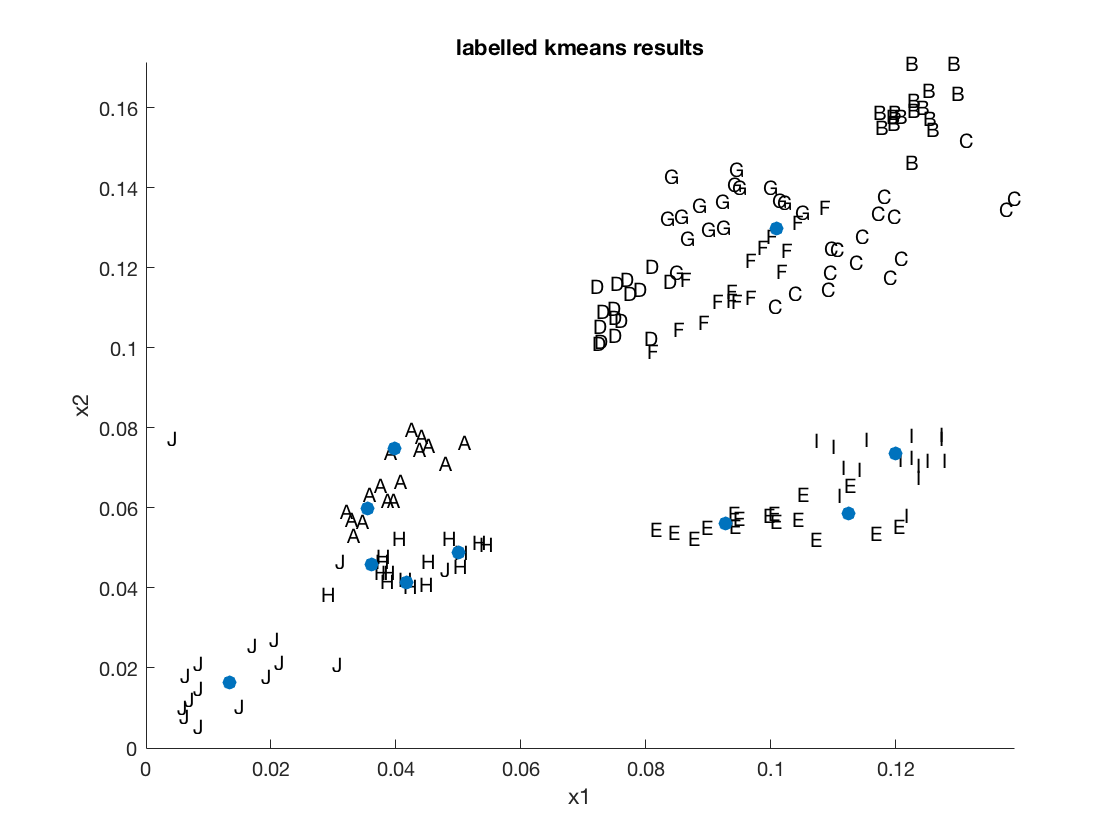 labelled kmeans results
0.16
0.14
0.12
0.1
0.08
0.06
0.04
0.02
0
x2
0 0.02 0.04 0.06 0.08 0.1 0.12
x1
B B
B B
B B B
B B B B B B
B B B B
B
C
C C
C C
C C C
G G
G G G G
G G G G F
G G G G F
G G
F C
F F C C
F C C
D G F C
D F C
D D D D
D D
C C
C
F F F F F
D D
D D F
D F
D D
D D
F
J
A A
A A A A
A A
A A
A A A
A A A
A
H H H
H
J H H
H H J H
H H H
H
J J
J J J
J J
J J
J J
J J
J
I I I I
I I
I I I I I
I I
I
E I
E
I
E E E E E E E
E E E E
E E E
E E